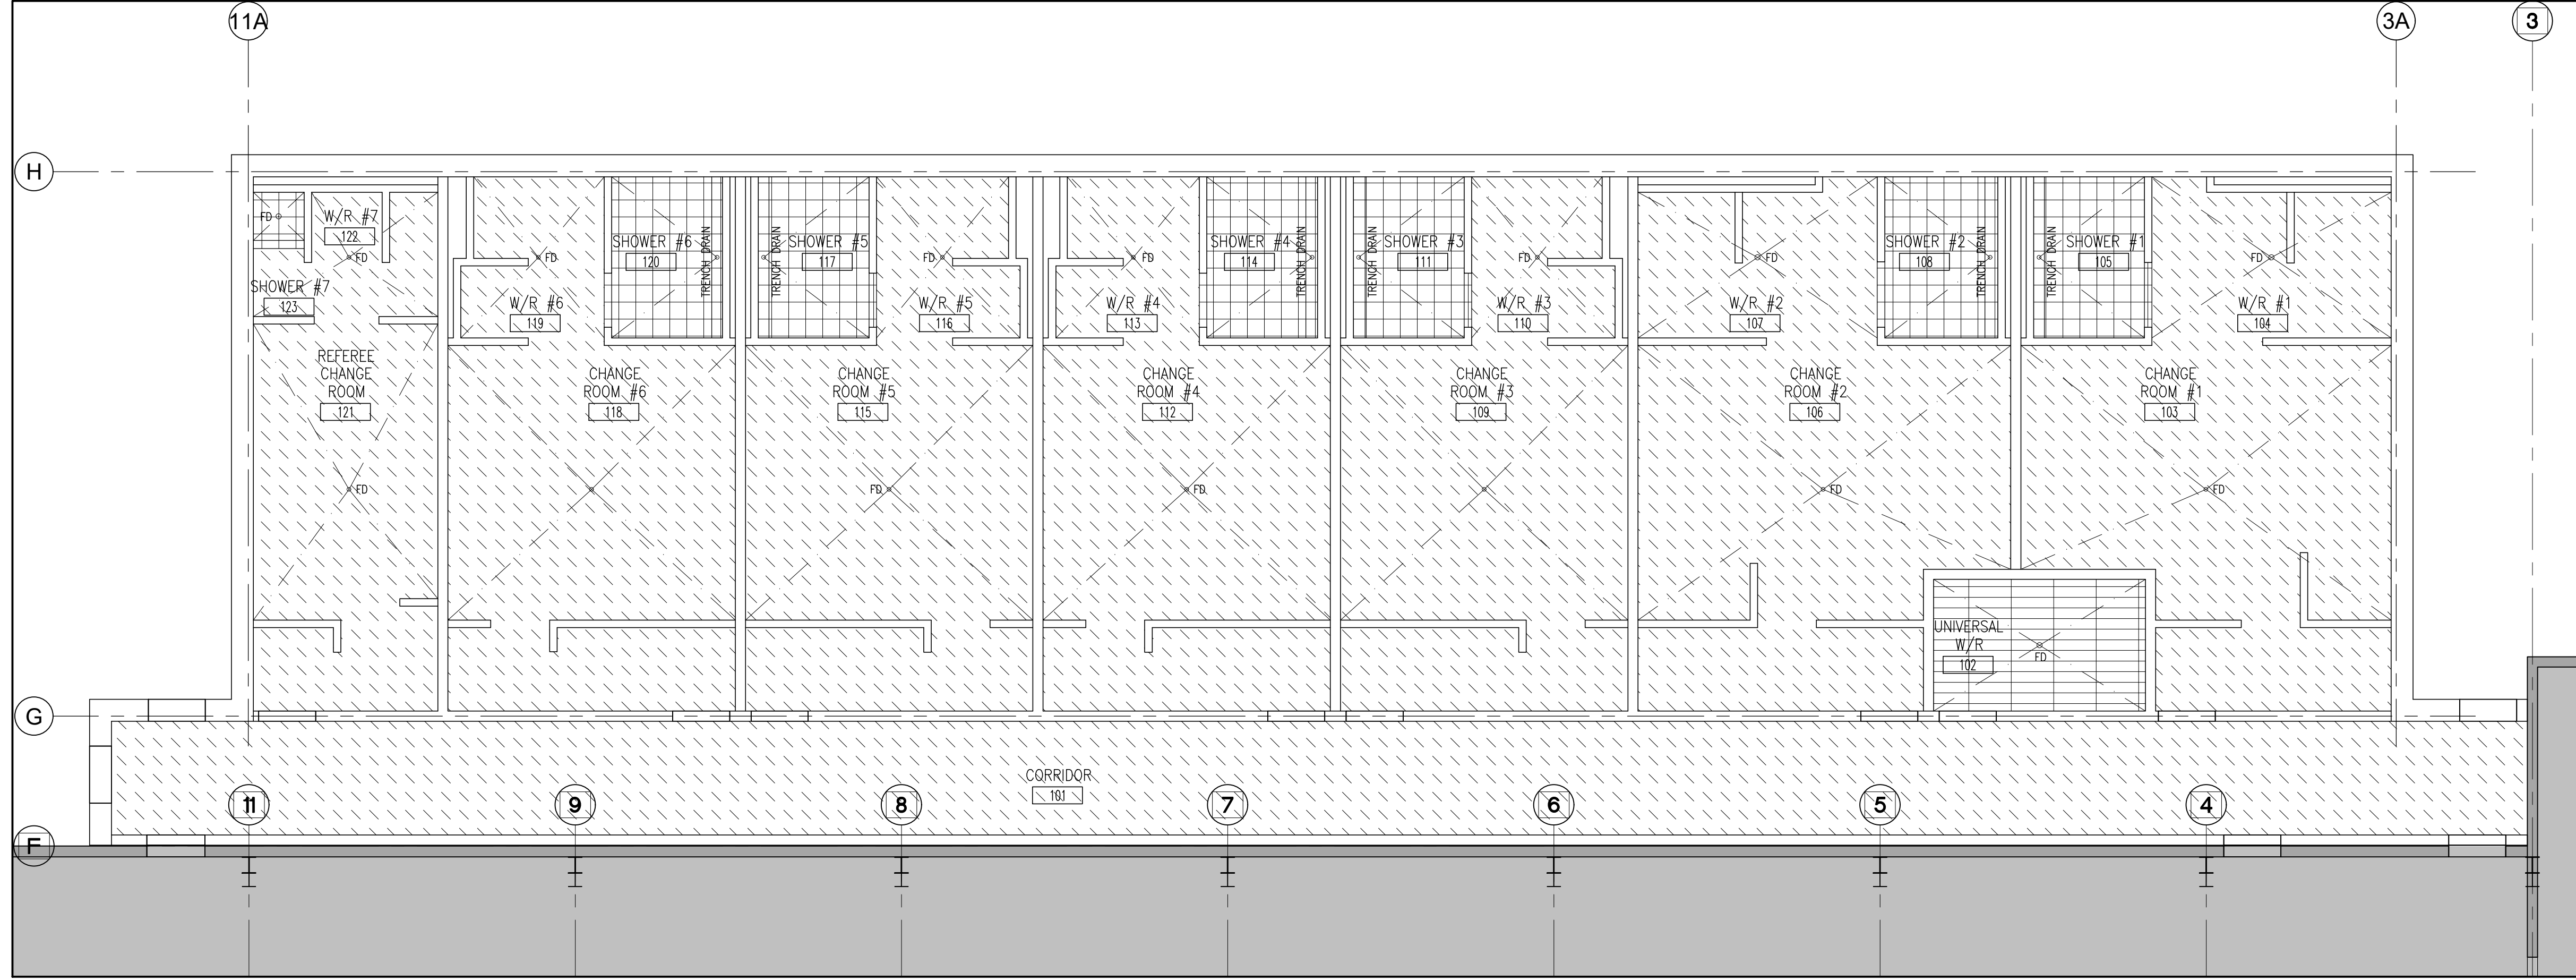 11A
3A
3
H
FD
W/R #7
122
FD
SHOWER #7
123
SHOWER #6
120
TRENCH DRAIN
TRENCH DRAIN
SHOWER #5
117
FD
W/R #6
119
FD
W/R #5
116
FD
W/R #4
113
SHOWER #4
114
TRENCH DRAIN
TRENCH DRAIN
SHOWER #3
111
FD
W/R #3
110
FD
W/R #2
107
SHOWER #2
108
TRENCH DRAIN
TRENCH DRAIN
SHOWER #1
105
FD
W/R #1
104
REFEREE
CHANGE
ROOM
121
CHANGE
ROOM #6
118
CHANGE
ROOM #5
115
CHANGE
ROOM #4
112
CHANGE
ROOM #3
109
CHANGE
ROOM #2
106
CHANGE
ROOM #1
103
FD
FD
FD
FD
FD
UNIVERSAL
W/R
102
FD
G
CORRIDOR
101
11
9
8
7
6
5
4
F